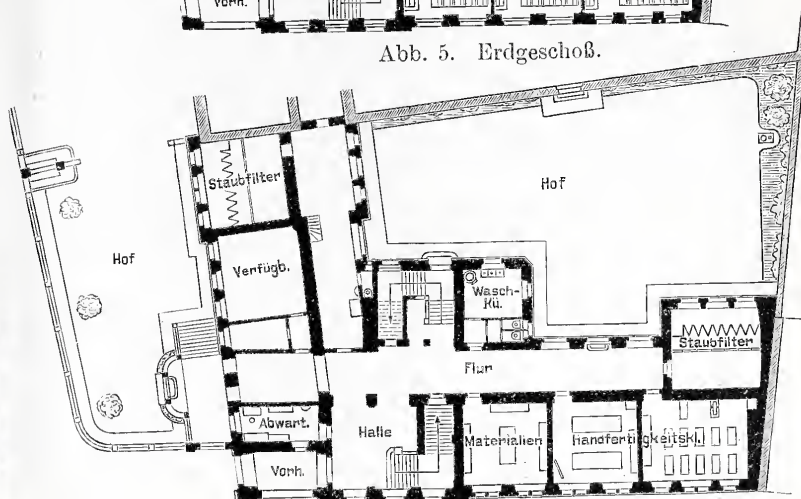 Vorh.
Abb. 5. Erdgeschoß.
Staubfilter
Hof
Hof
Verfügb.
Wasch-
Kü.
Staubfilter
Flur
Abwart.
Halle
Materialien
Handfertigkeitskl.
Vorh.